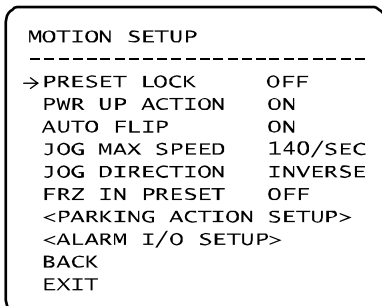 MOTION SETUP
--------------------------
→PRESET LOCK OFF
PWR UP ACTION ON
AUTO FLIP ON
JOG MAX SPEED 140/SEC
JOG DIRECTION INVERSE
FRZ IN PRESET OFF
<PARKING ACTION SETUP>
<ALARM I/O SETUP>
BACK
EXIT